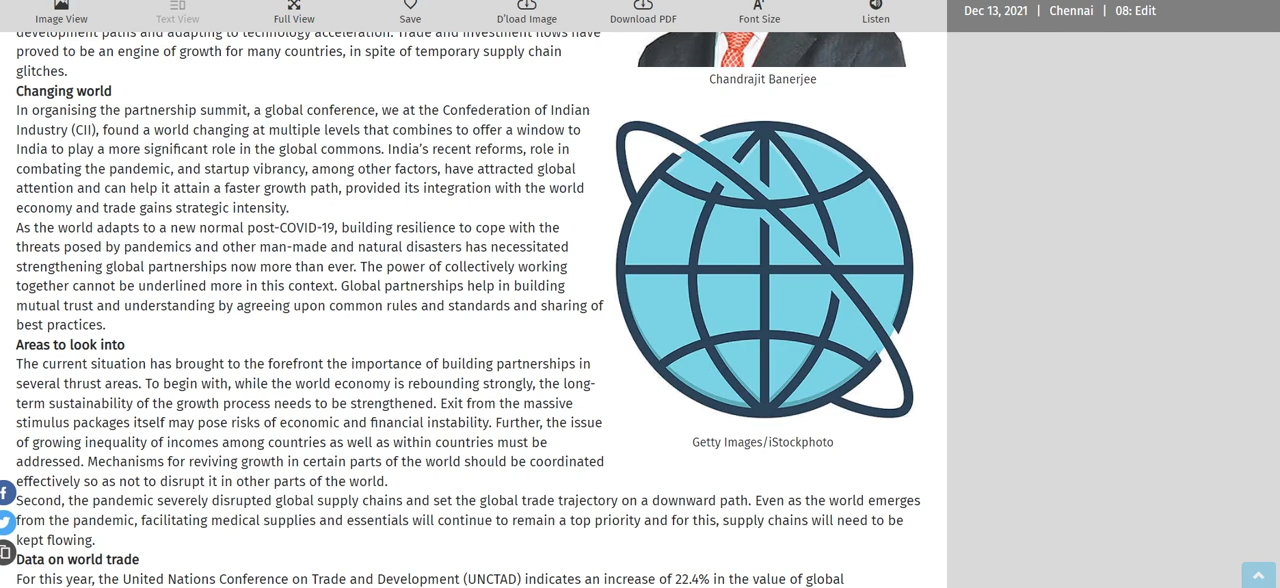 Image View
Text View
Full View
Save
D'load Image
Download PDF
Font Size
Listen
Dec 13, 2021 | Chennai | 08: Edit
development paths and adapting to technology acceleration. Trade and investment flows have
proved to be an engine of growth for many countries, in spite of temporary supply chain
glitches.
Chandrajit Banerjee
Changing world
In organising the partnership summit, a global conference, we at the Confederation of Indian
Industry (CII), found a world changing at multiple levels that combines to offer a window to
India to play a more significant role in the global commons. India's recent reforms, role in
combating the pandemic, and startup vibrancy, among other factors, have attracted global
attention and can help it attain a faster growth path, provided its integration with the world
economy and trade gains strategic intensity.
As the world adapts to a new normal post-COVID-19, building resilience to cope with the
threats posed by pandemics and other man-made and natural disasters has necessitated
strengthening global partnerships now more than ever. The power of collectively working
together cannot be underlined more in this context. Global partnerships help in building
mutual trust and understanding by agreeing upon common rules and standards and sharing of
best practices.
Areas to look into
The current situation has brought to the forefront the importance of building partnerships in
several thrust areas. To begin with, while the world economy is rebounding strongly, the long-
term sustainability of the growth process needs to be strengthened. Exit from the massive
stimulus packages itself may pose risks of economic and financial instability. Further, the issue
of growing inequality of incomes among countries as well as within countries must be
addressed. Mechanisms for reviving growth in certain parts of the world should be coordinated
effectively so as not to disrupt it in other parts of the world.
Getty Images/iStockphoto
Second, the pandemic severely disrupted global supply chains and set the global trade trajectory on a downward path. Even as the world emerges
from the pandemic, facilitating medical supplies and essentials will continue to remain a top priority and for this, supply chains will need to be
kept flowing.
Data on world trade
For this year, the United Nations Conference on Trade and Development (UNCTAD) indicates an increase of 22.4% in the value of global